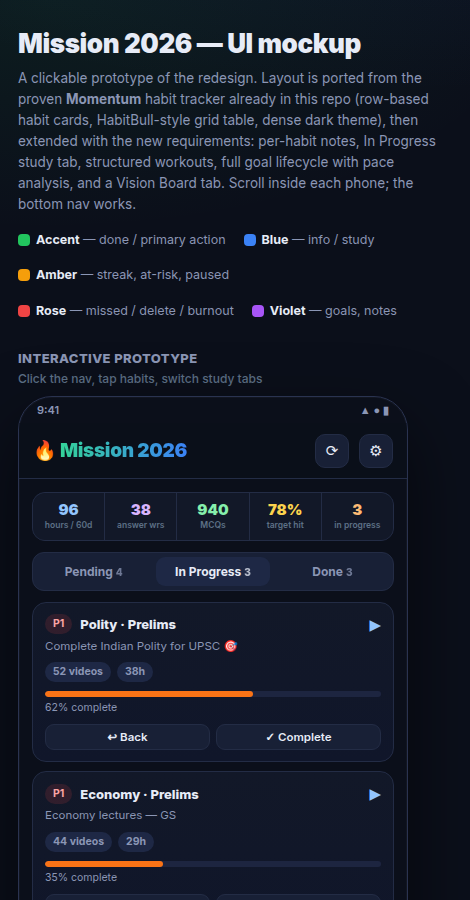 Mission 2026 — UI mockup
A clickable prototype of the redesign. Layout is ported from the
proven Momentum habit tracker already in this repo (row-based
habit cards, HabitBull-style grid table, dense dark theme), then
extended with the new requirements: per-habit notes, In Progress
study tab, structured workouts, full goal lifecycle with pace
analysis, and a Vision Board tab. Scroll inside each phone; the
bottom nav works.
Accent — done / primary action
Blue — info / study
Amber — streak, at-risk, paused
Rose — missed / delete / burnout
Violet — goals, notes
INTERACTIVE PROTOTYPE
Click the nav, tap habits, switch study tabs
9:41
🔥 Mission 2026
96 38 940 78% 3
hours / 60d answer wrs MCQs target hit in progress
Pending 4 In Progress 3 Done 3
P1 Polity · Prelims
Complete Indian Polity for UPSC 🎯
52 videos 38h
62% complete
↩ Back ✓ Complete
P1 Economy · Prelims
Economy lectures — GS
44 videos 29h
35% complete